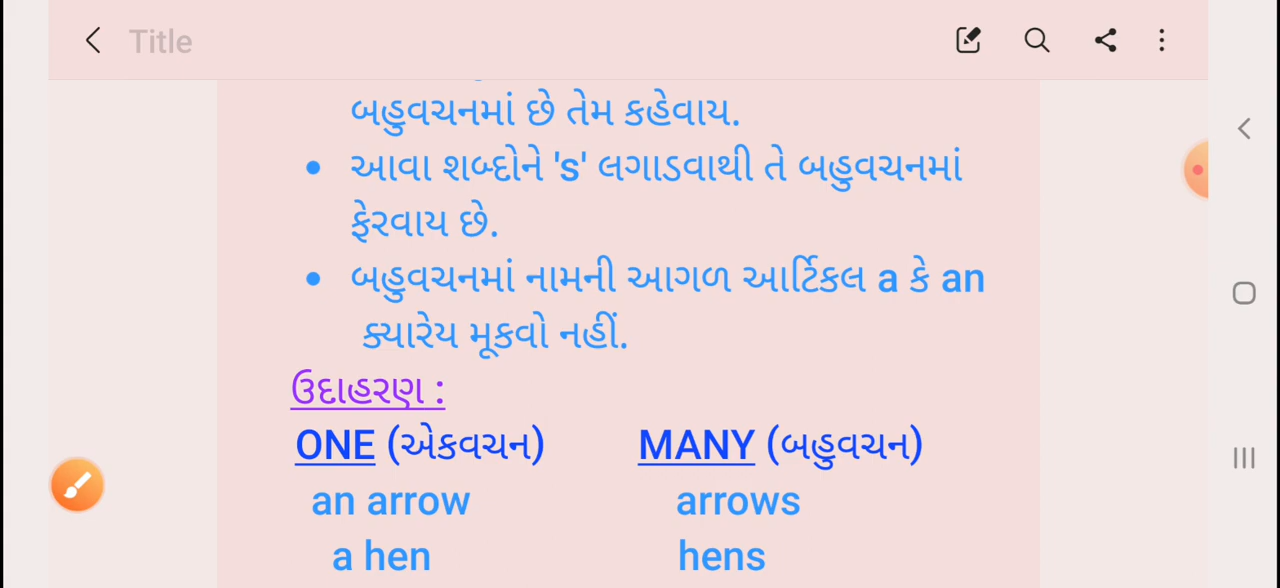 Title
બહુવચનમાં છે તેમ કહેવાય.
• આવા શબ્દોને 's' લગાડવાથી તે બહુવચનમાં
ફેરવાય છે.
• બહુવચનમાં નામની આગળ આર્ટિકલ a કે an
ક્યારેય મૂકવો નહીં.
ઉદાહરણ :
ONE (એકવચન) MANY (બહુવચન)
an arrow arrows
a hen hens